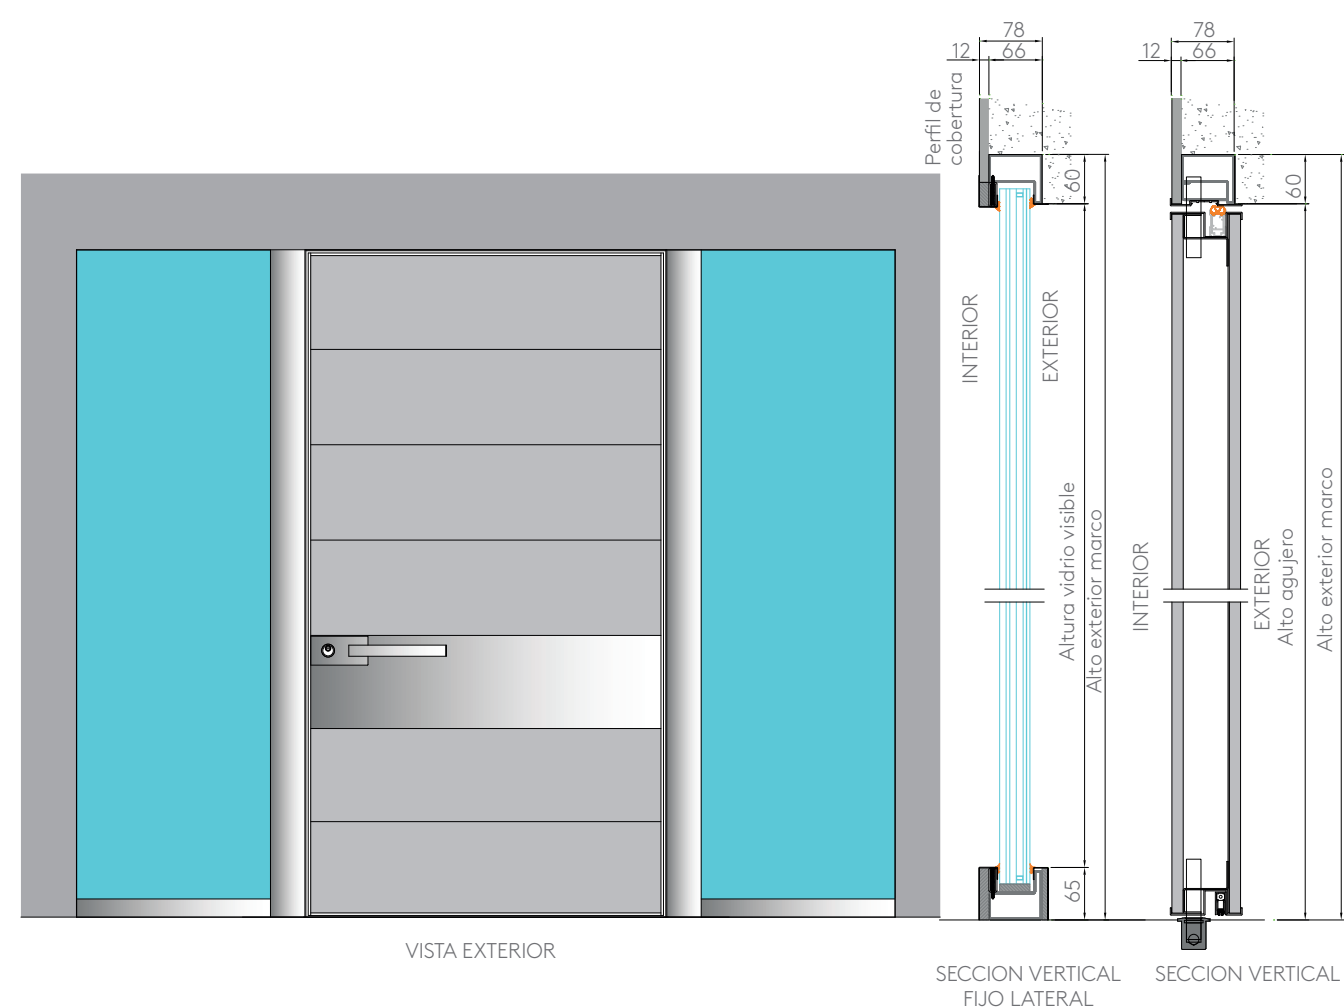 78
12
66
Perfil de
cobertura
60
INTERIOR
EXTERIOR
Altura vidrio visible
Alto exterior marco
65
SECCION VERTICAL
FIJO LATERAL
78
12
66
60
INTERIOR
EXTERIOR
Alto agujero
Alto exterior marco
SECCION VERTICAL
VISTA EXTERIOR